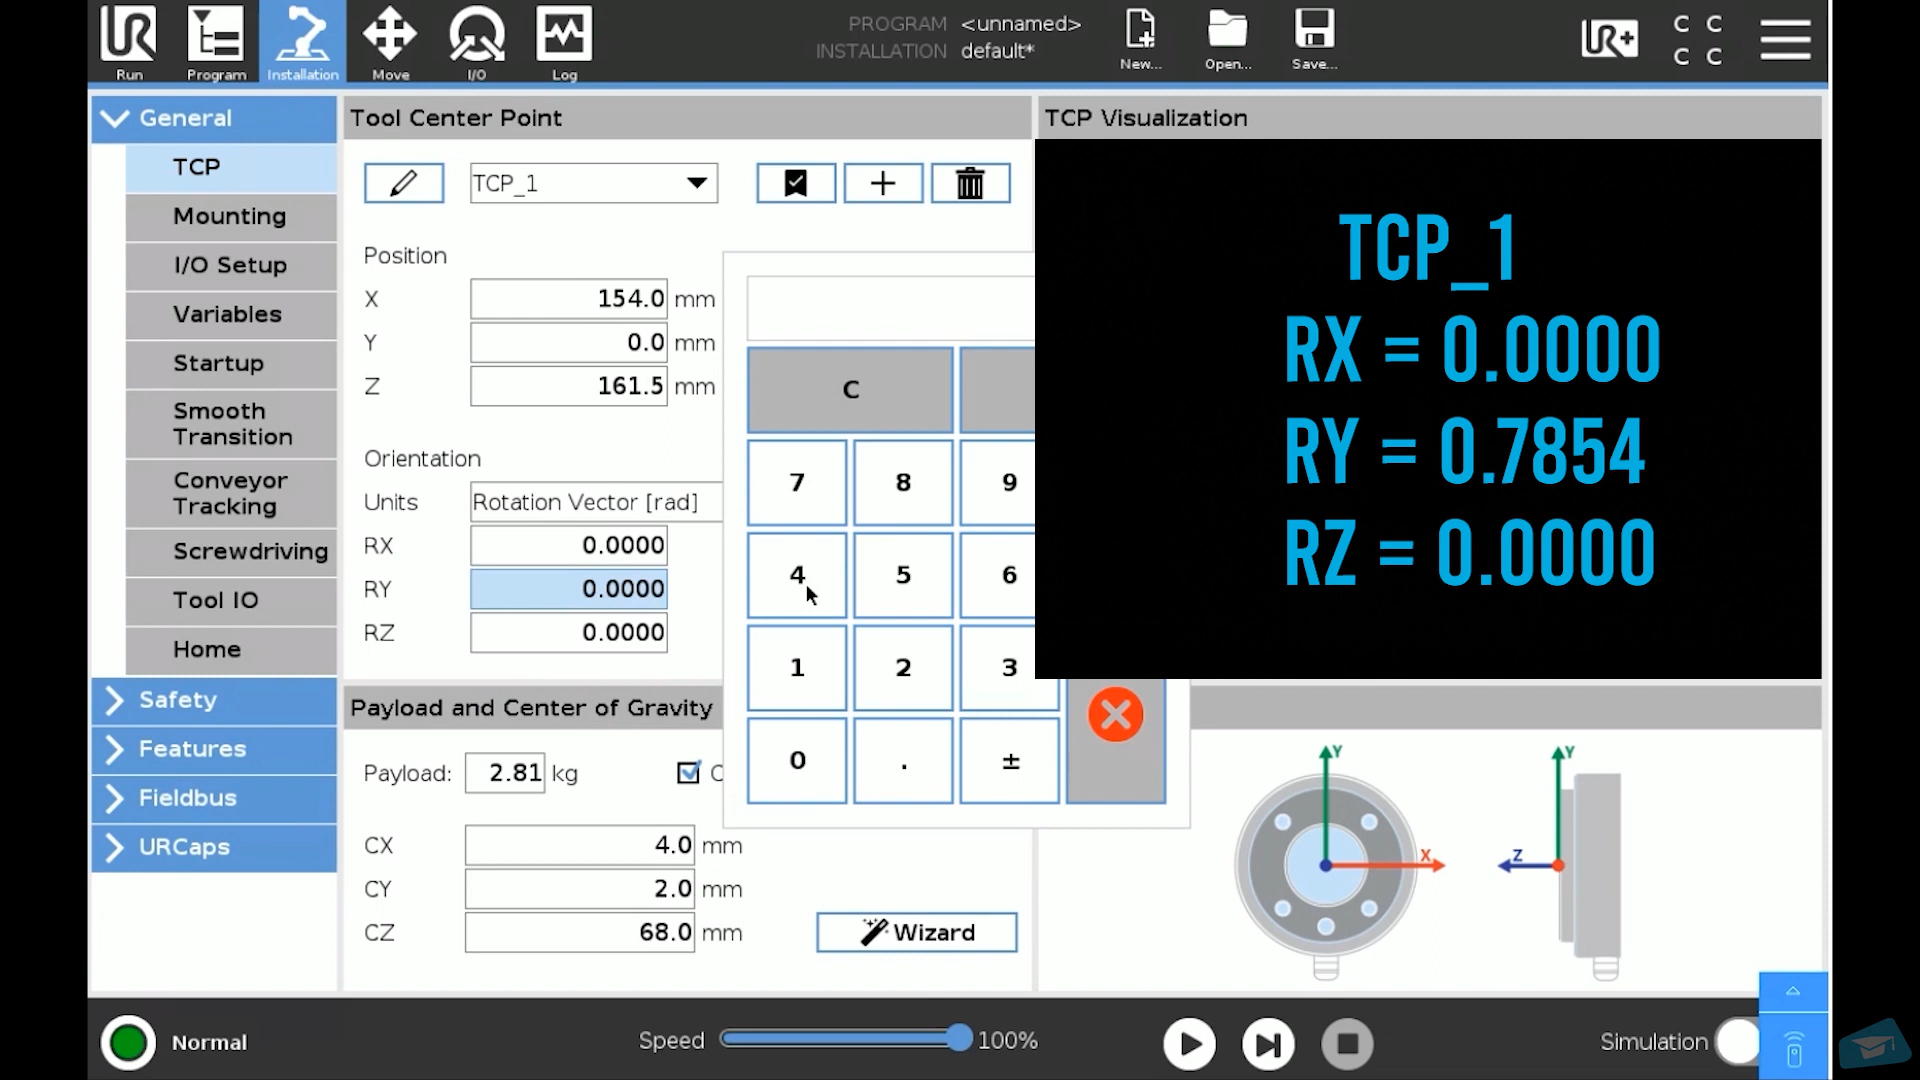 UR
Run
Program
Installation
Move
I/O
Log
PROGRAM <unnamed>
INSTALLATION default*
New...
Open...
Save...
UR+
C C
C C
General
TCP
Mounting
I/O Setup
Variables
Startup
Smooth
Transition
Conveyor
Tracking
Screwdriving
Tool IO
Home
Safety
Features
Fieldbus
URCaps
Tool Center Point
TCP_1
Position
X 154.0 mm
Y 0.0 mm
Z 161.5 mm
Orientation
Units Rotation Vector [rad]
RX 0.0000
RY 0.0000
RZ 0.0000
C
7 8 9
4 5 6
1 2 3
0 . ±
Payload and Center of Gravity
Payload: 2.81 kg
C
CX 4.0 mm
CY 2.0 mm
CZ 68.0 mm
Wizard
TCP Visualization
TCP_1
RX = 0.0000
RY = 0.7854
RZ = 0.0000
Y
X
Y
Z
Normal
Speed 100%
Simulation